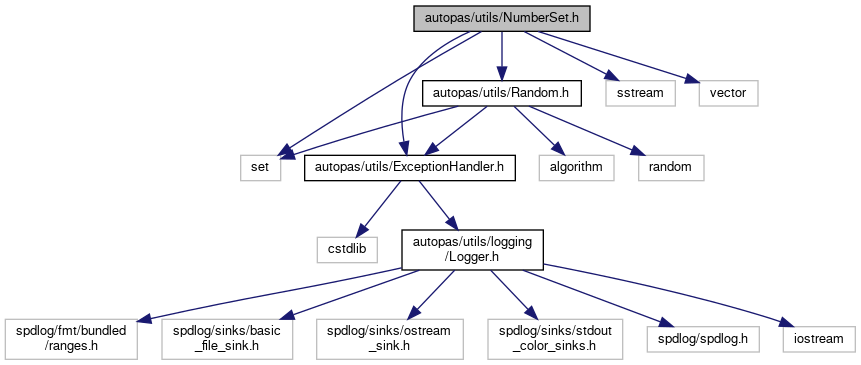 autopas/utils/NumberSet.h
autopas/utils/Random.h
sstream
vector
set
autopas/utils/ExceptionHandler.h
algorithm
random
cstdlib
autopas/utils/logging
/Logger.h
spdlog/fmt/bundled
/ranges.h
spdlog/sinks/basic
_file_sink.h
spdlog/sinks/ostream
_sink.h
spdlog/sinks/stdout
_color_sinks.h
spdlog/spdlog.h
iostream